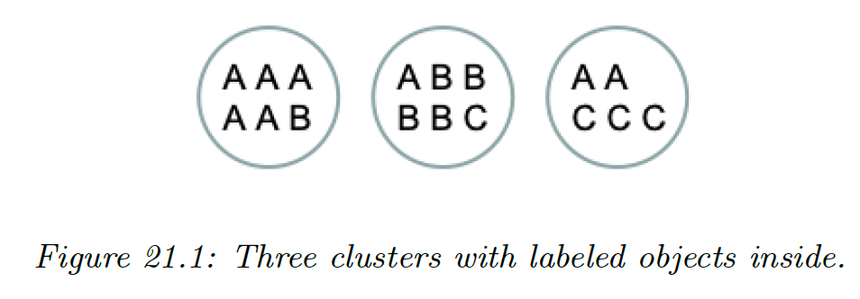 A A A
A A B
A B B
B B C
A A
C C C
Figure 21.1: Three clusters with labeled objects inside.